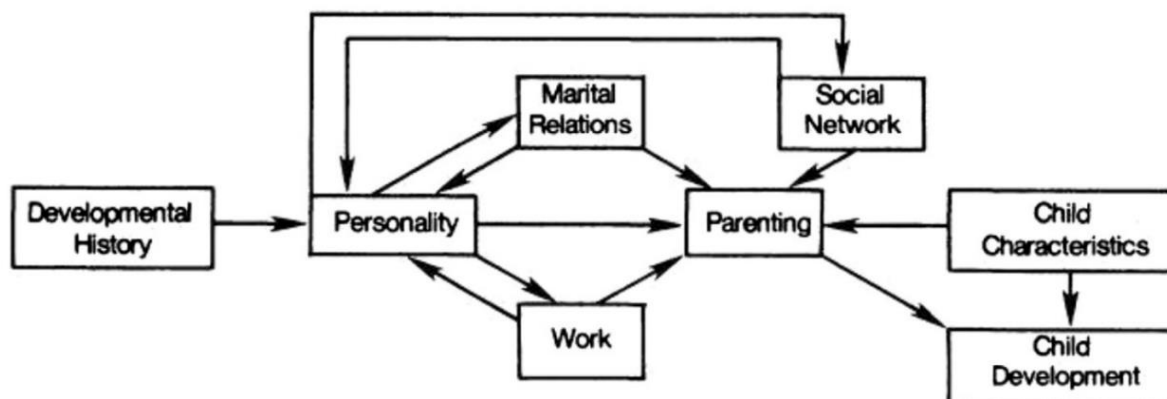 Marital
Relations
Social
Network
Developmental
History
Personality
Parenting
Child
Characteristics
Work
Child
Development